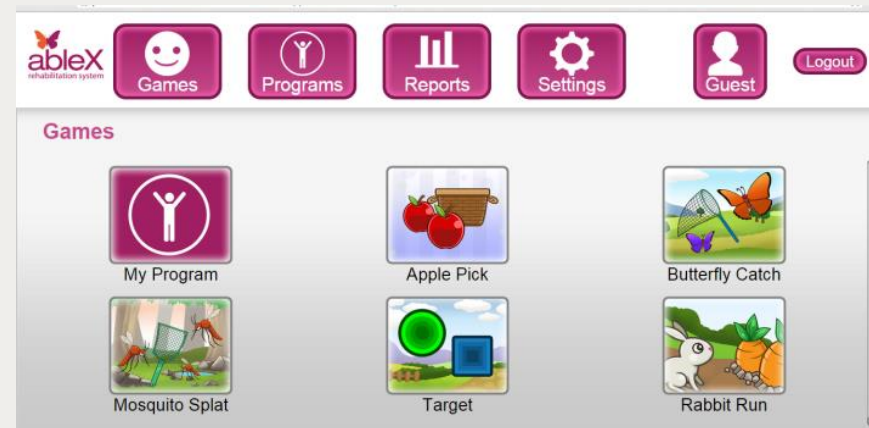 ableX
rehabilitation system
Games
Programs
Reports
Settings
Guest
Logout
Games
My Program
Apple Pick
Butterfly Catch
Mosquito Splat
Target
Rabbit Run